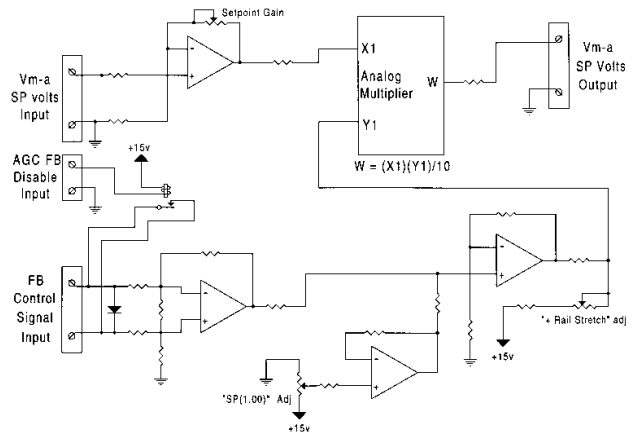 Setpoint Gain
Vm-a
SP volts
Input
X1
Analog
Multiplier
W
Y1
W = (X1)(Y1)/10
Vm-a
SP Volts
Output
AGC FB
Disable
Input
+15v
FB
Control
Signal
Input
"SP(1.00)" Adj
+15v
"+ Rail Stretch" adj
+15v
- 
+
-
+
-
+
-
+